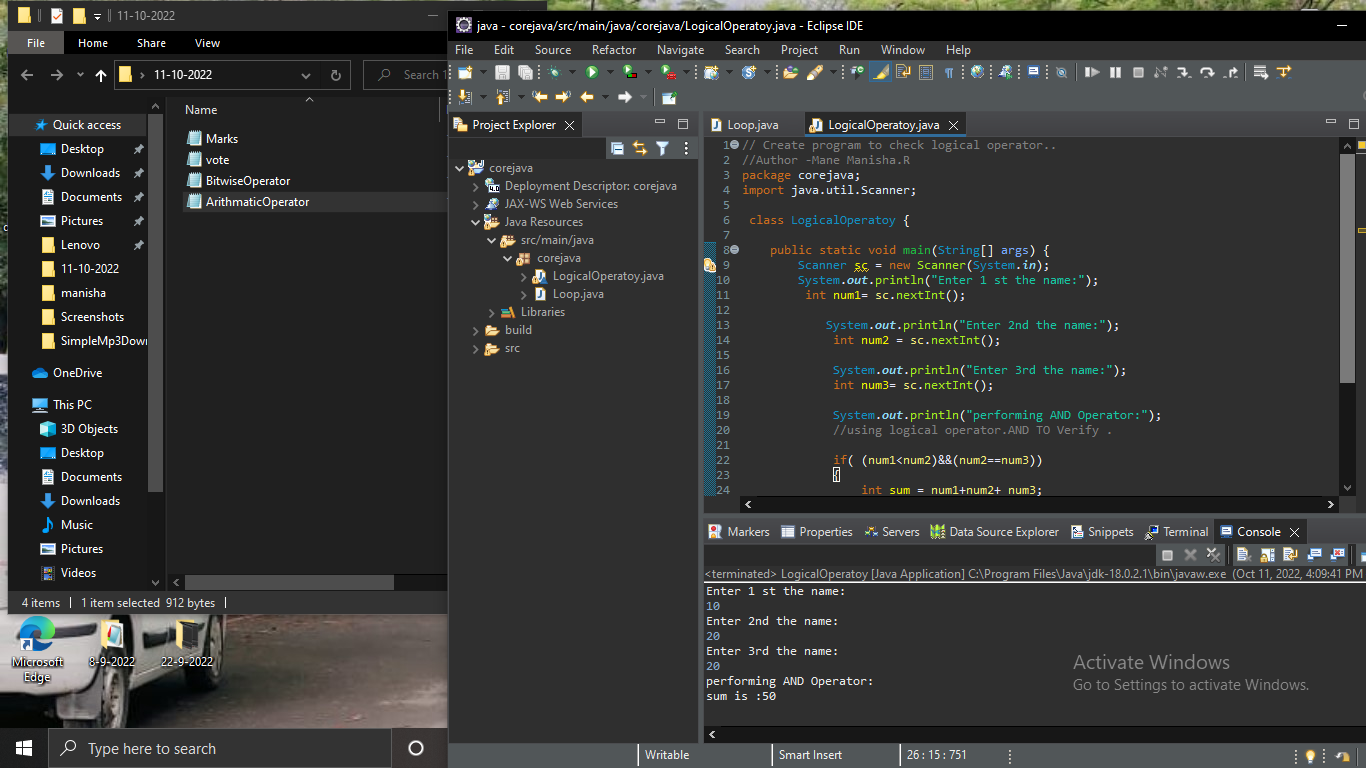 11-10-2022
File Home Share View
11-10-2022
Search 1
Name
Quick access
Desktop
Downloads
Documents
Pictures
Lenovo
11-10-2022
manisha
Screenshots
SimpleMp3Down
OneDrive
This PC
3D Objects
Desktop
Documents
Downloads
Music
Pictures
Videos
Marks
vote
BitwiseOperator
ArithmaticOperator
4 items 1 item selected 912 bytes
Microsoft Edge
8-9-2022
22-9-2022
Type here to search
java - corejava/src/main/java/corejava/LogicalOperatoy.java - Eclipse IDE
File Edit Source Refactor Navigate Search Project Run Window Help
Project Explorer
corejava
Deployment Descriptor: corejava
JAX-WS Web Services
Java Resources
src/main/java
corejava
LogicalOperatoy.java
Loop.java
Libraries
build
src
Loop.java LogicalOperatoy.java
1 // Create program to check logical operator..
2 //Author -Mane Manisha.R
3 package corejava;
4 import java.util.Scanner;
5
6 class LogicalOperatoy {
7
8 public static void main(String[] args) {
9 Scanner sc = new Scanner(System.in);
10 System.out.println("Enter 1 st the name:");
11 int num1= sc.nextInt();
12
13 System.out.println("Enter 2nd the name:");
14 int num2 = sc.nextInt();
15
16 System.out.println("Enter 3rd the name:");
17 int num3= sc.nextInt();
18
19 System.out.println("performing AND Operator:");
20 //using logical operator.AND TO Verify .
21
22 if( (num1<num2)&&(num2==num3))
23 {
24 int sum = num1+num2+ num3;
Markers Properties Servers Data Source Explorer Snippets Terminal Console
<terminated> LogicalOperatoy [Java Application] C:\Program Files\Java\jdk-18.0.2.1\bin\javaw.exe (Oct 11, 2022, 4:09:41 PM
Enter 1 st the name:
10
Enter 2nd the name:
20
Enter 3rd the name:
20
performing AND Operator:
sum is :50
Activate Windows
Go to Settings to activate Windows.
Writable Smart Insert 26 : 15 : 751